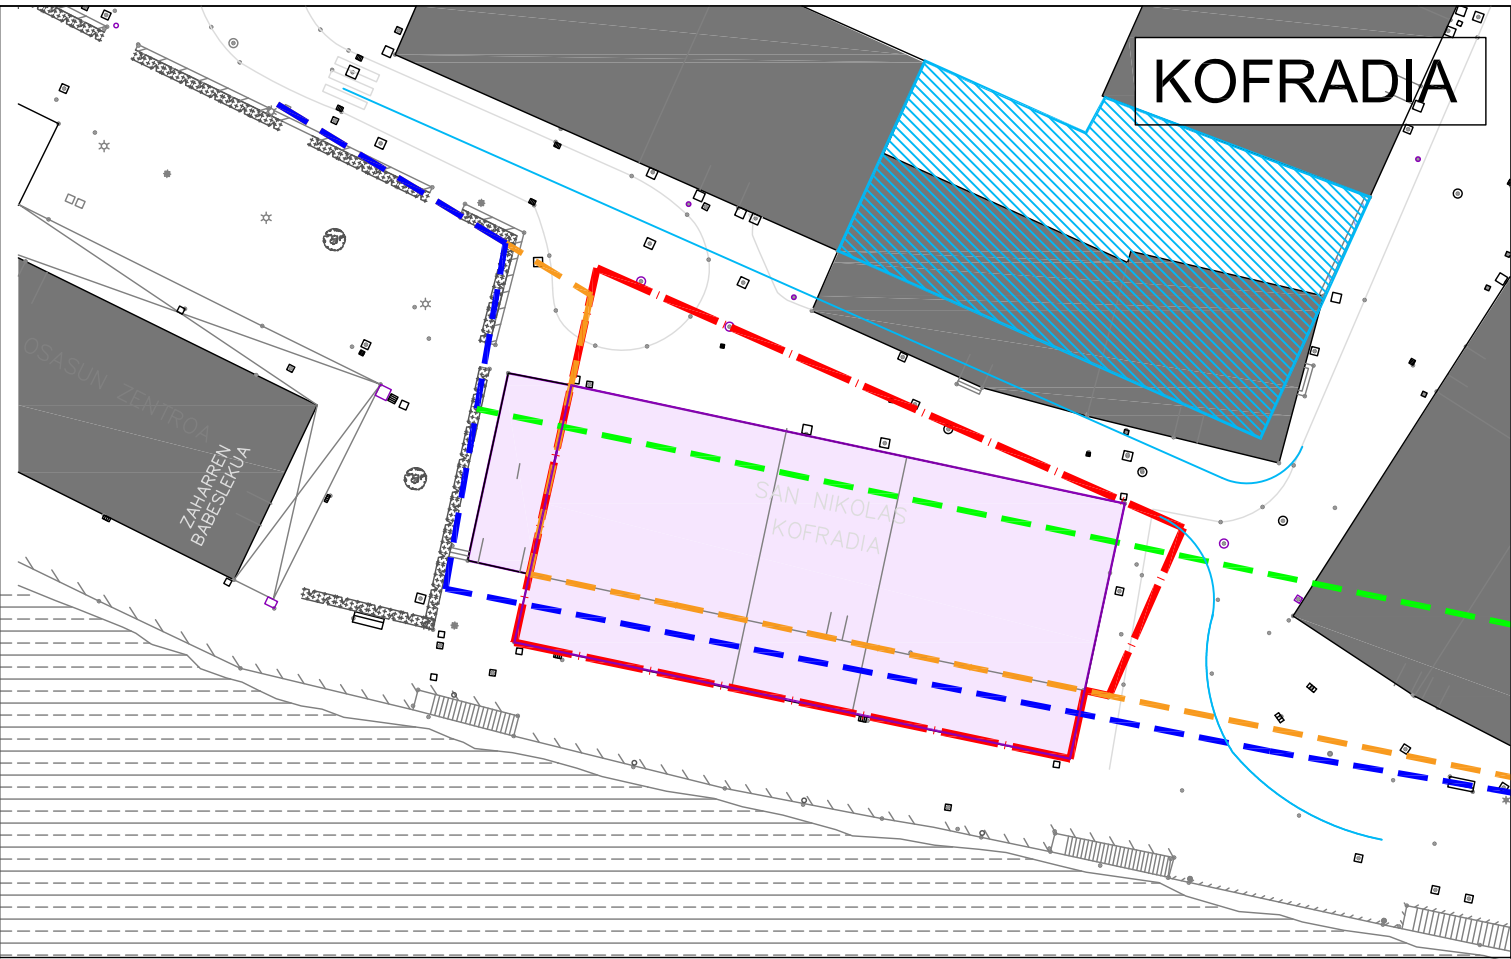 KOFRADIA
OSASUN ZENTROA
ZAHARREN
BABESLEKUA
SAN NIKOLAS
KOFRADIA